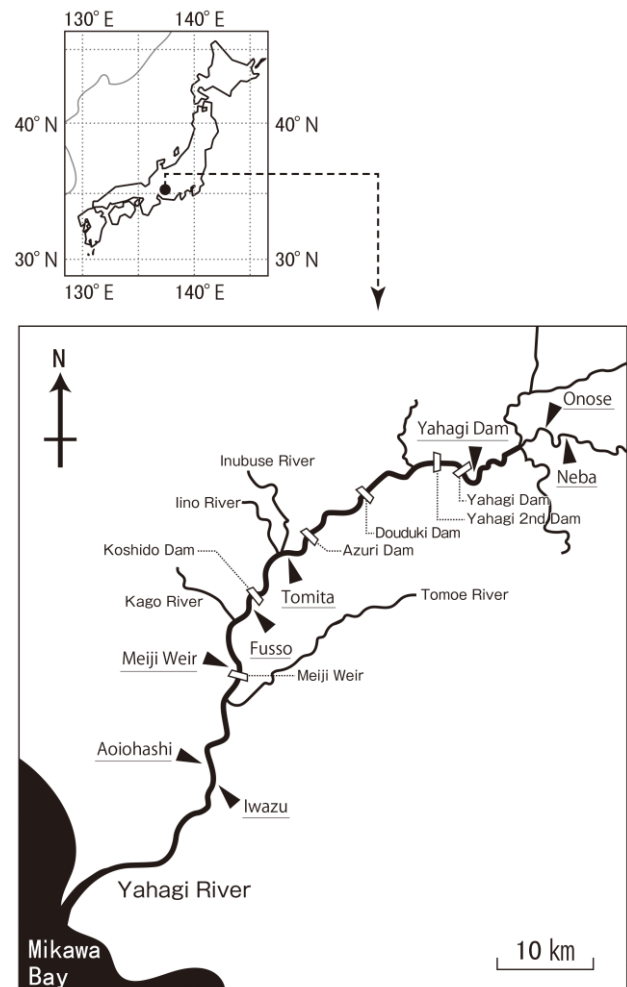 130°E 140°E
40°N 40°N
30°N 30°N
130°E 140°E
N
Onose
Yahagi Dam
Neba
Inubuse River
Yahagi Dam
Yahagi 2nd Dam
Iino River
Douduki Dam
Azuri Dam
Koshido Dam
Tomita
Tomoe River
Kago River
Fusso
Meiji Weir
Meiji Weir
Aoiohashi
Iwazu
Yahagi River
Mikawa
Bay
10 km